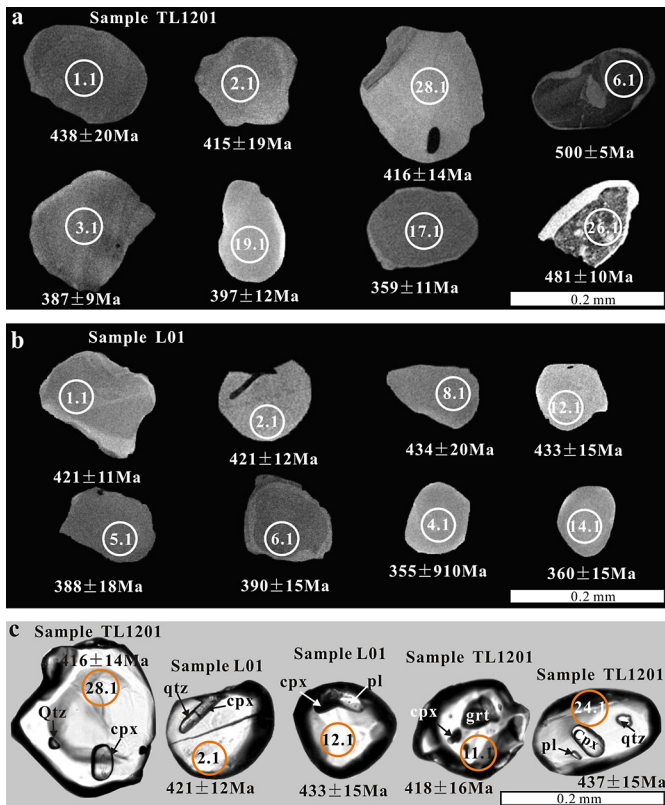 a
Sample TL1201
1.1
2.1
28.1
6.1
438±20Ma
415±19Ma
416±14Ma
500±5Ma
3.1
19.1
17.1
26.1
387±9Ma
397±12Ma
359±11Ma
481±10Ma
0.2 mm
b
Sample L01
1.1
2.1
8.1
12.1
421±11Ma
421±12Ma
434±20Ma
433±15Ma
5.1
6.1
4.1
14.1
388±18Ma
390±15Ma
355±910Ma
360±15Ma
0.2 mm
c
Sample TL1201
416±14Ma
28.1
Qtz
cpx
Sample L01
qtz
cpx
2.1
421±12Ma
Sample L01
cpx
pl
12.1
433±15Ma
Sample TL1201
cpx
grt
11.1
418±16Ma
Sample TL1201
24.1
Cpx
qtz
pl
437±15Ma
0.2 mm